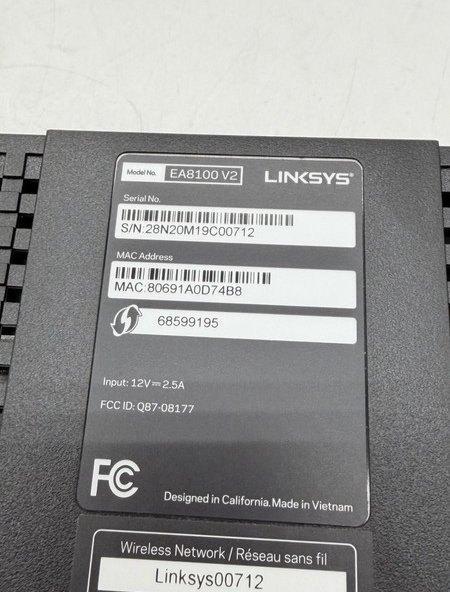 Model No. EA8100 V2 LINKSYS®
Serial No.
S/N:28N20M19C00712
MAC Address
MAC:80691A0D74B8
68599195
Input: 12V⎓2.5A
FCC ID: Q87-08177
FC
Designed in California. Made in Vietnam
Wireless Network / Réseau sans fil
Linksys00712